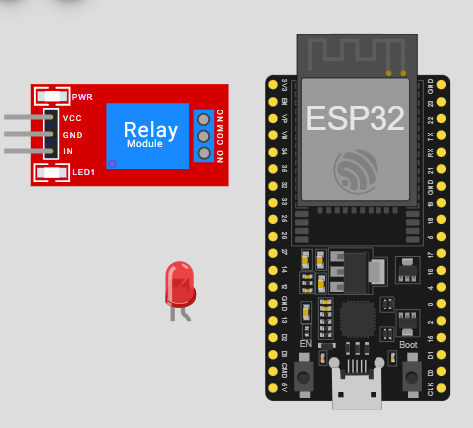 PWR
VCC
GND
IN
LED1
Relay
Module
NO COM NC
ESP32
3V3
EN
VP
VN
34
35
32
33
25
26
27
14
12
GND
13
D2
D3
CMD
5V
GND
23
22
TX
RX
21
GND
19
18
5
17
16
4
0
2
15
D1
D0
CLK
EN
Boot